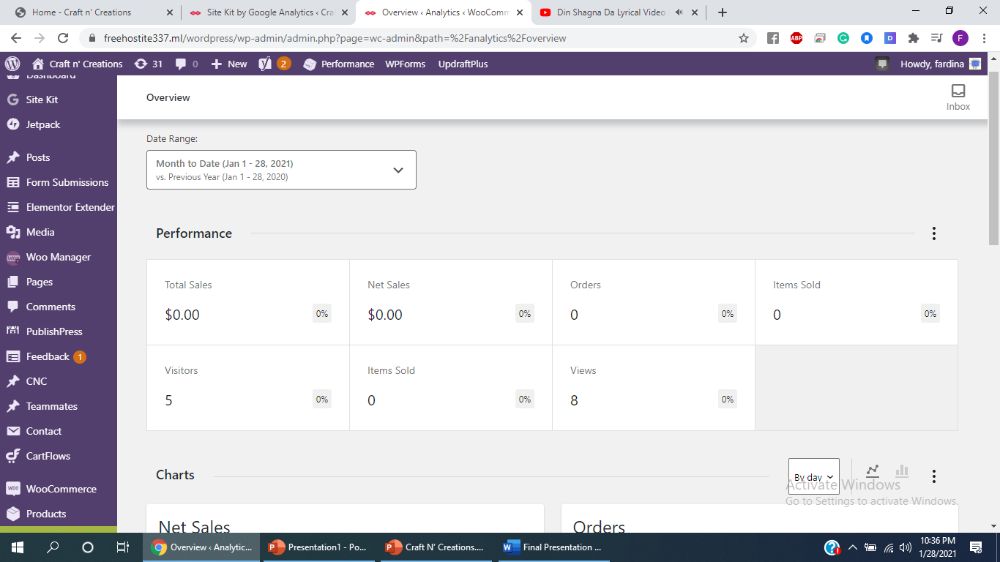 Home - Craft n' Creations
Site Kit by Google Analytics ‹ Cra
Overview ‹ Analytics ‹ WooComm
Din Shagna Da Lyrical Video
freehostite337.ml/wordpress/wp-admin/admin.php?page=wc-admin&path=%2Fanalytics%2Foverview
ABP
G
D
F
Craft n' Creations
31
0
New
2
Performance
WPForms
UpdraftPlus
Howdy, fardina
Dashboard
Site Kit
Jetpack
Posts
Form Submissions
Elementor Extender
Media
Woo Manager
Pages
Comments
PublishPress
Feedback 1
CNC
Teammates
Contact
CartFlows
WooCommerce
Products
Overview
Inbox
Date Range:
Month to Date (Jan 1 - 28, 2021)
vs. Previous Year (Jan 1 - 28, 2020)
Performance
Total Sales
$0.00
0%
Net Sales
$0.00
0%
Orders
0
0%
Items Sold
0
0%
Visitors
5
0%
Items Sold
0
0%
Views
8
0%
Charts
By day
Activate Windows
Go to Settings to activate Windows.
Net Sales
Orders
Overview ‹ Analytic...
Presentation1 - Po...
Craft N' Creations....
Final Presentation ...
10:36 PM
1/28/2021